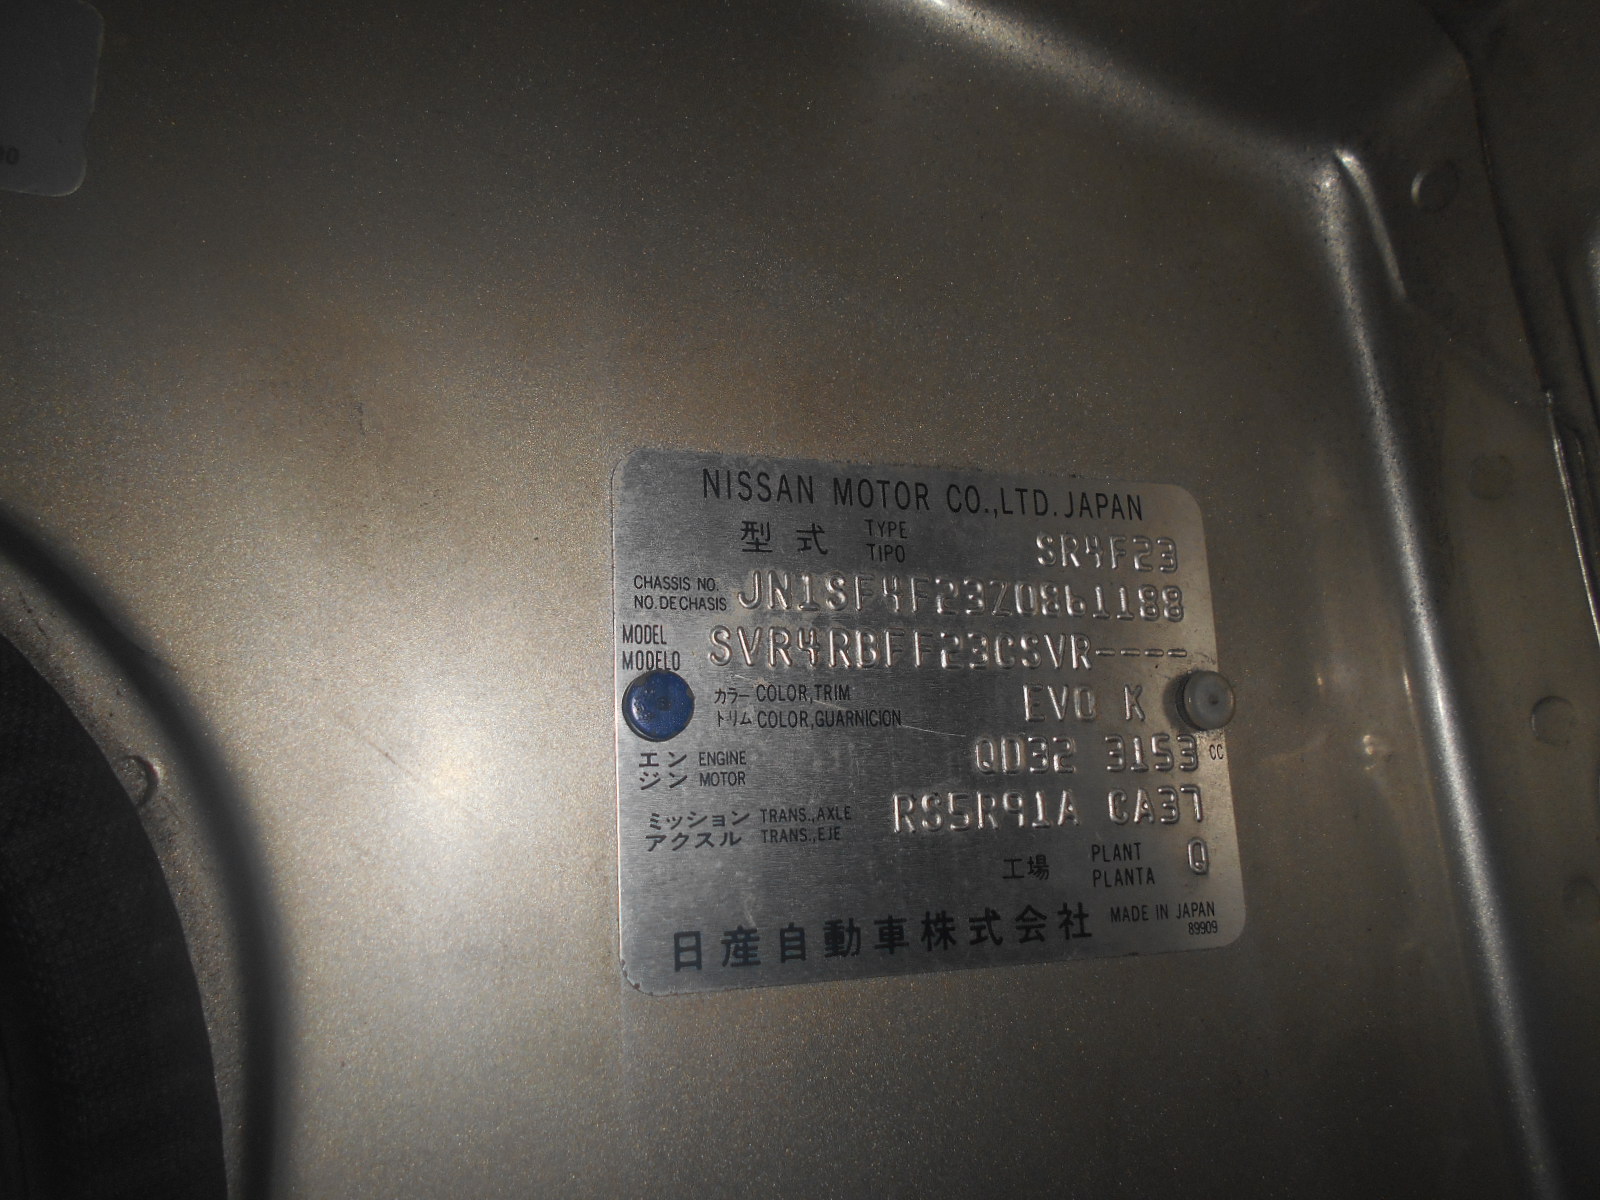 NISSAN MOTOR CO.,LTD. JAPAN
型式 TYPE TIPO SR4F23
CHASSIS NO. NO. DE CHASIS JN1SF4F23Z0861188
MODEL MODELO SVR4RBFF23CSVR----
カラー COLOR,TRIM トリム COLOR,GUARNICION EV0 K
エンジン ENGINE MOTOR QD32 3153 CC
ミッション TRANS.,AXLE アクスル TRANS.,EJE RS5R91A CA37
工場 PLANT PLANTA Q
日産自動車株式会社 MADE IN JAPAN
89909